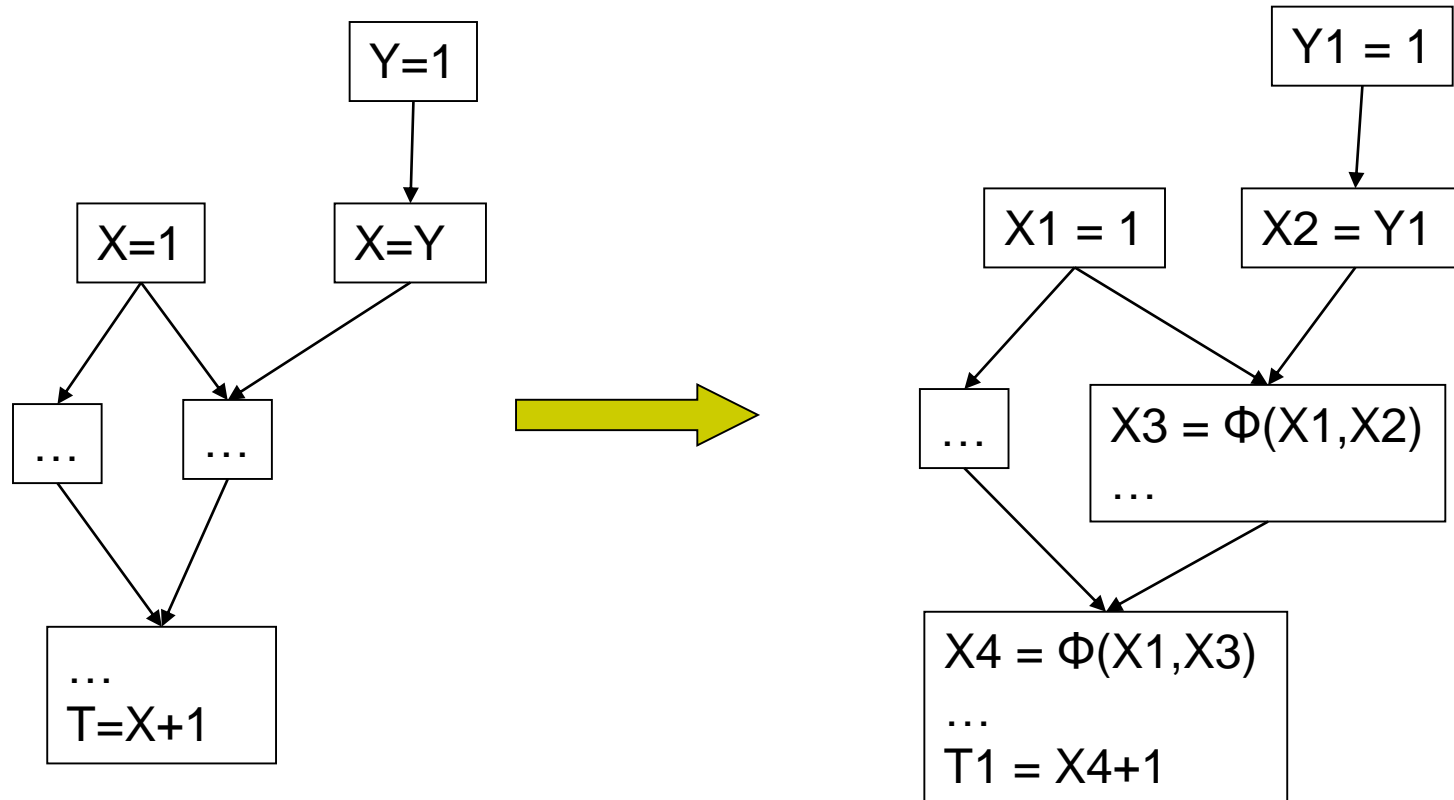 Y=1
X=1
X=Y
…
…
…
T=X+1
Y1 = 1
X1 = 1
X2 = Y1
…
X3 = Φ(X1,X2)
…
X4 = Φ(X1,X3)
…
T1 = X4+1